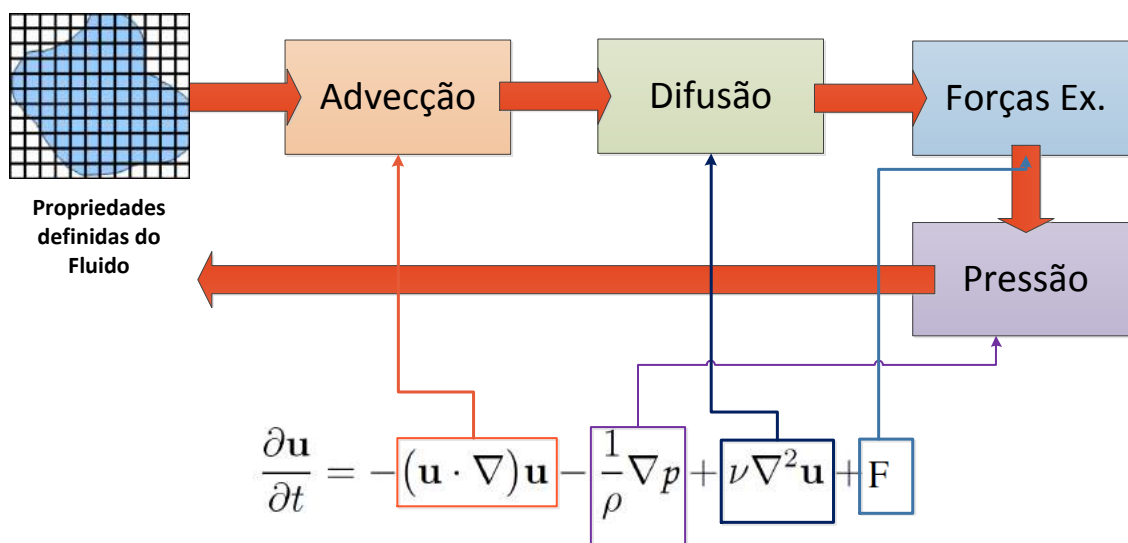 Advecção
Difusão
Forças Ex.
Propriedades
definidas do
Fluido
Pressão
∂u/∂t = -(u · ∇)u - 1/ρ ∇p + ν∇²u + F